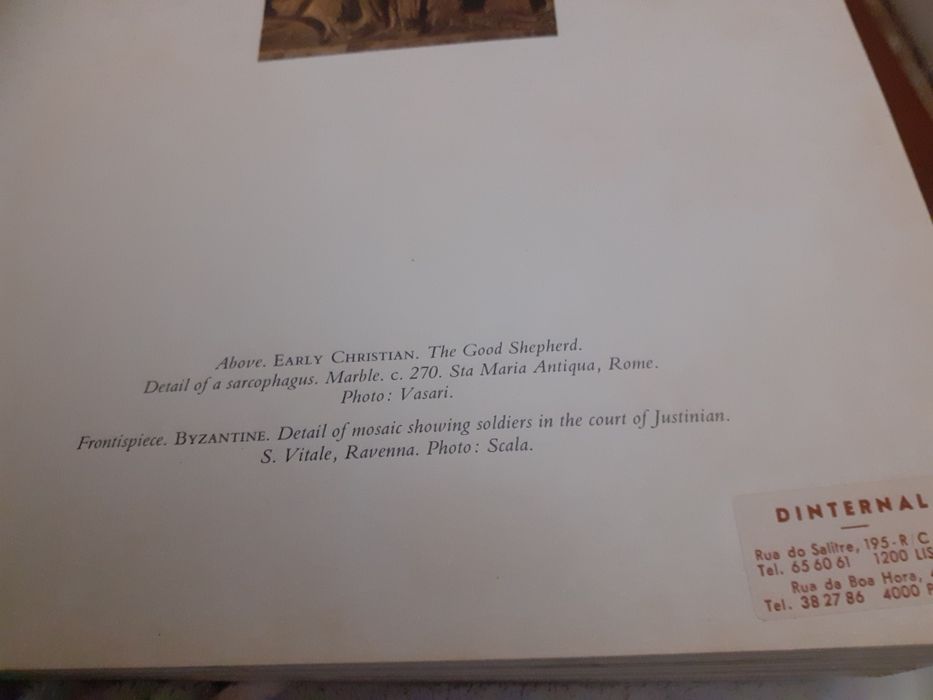 Above. EARLY CHRISTIAN. The Good Shepherd.
Detail of a sarcophagus. Marble. c. 270. Sta Maria Antiqua, Rome.
Photo: Vasari.
Frontispiece. BYZANTINE. Detail of mosaic showing soldiers in the court of Justinian.
S. Vitale, Ravenna. Photo: Scala.
DINTERNAL
Rua do Salitre, 195-R/C
Tel. 65 60 61 1200 LIS
Rua da Boa Hora,
Tel. 38 27 86 4000 P